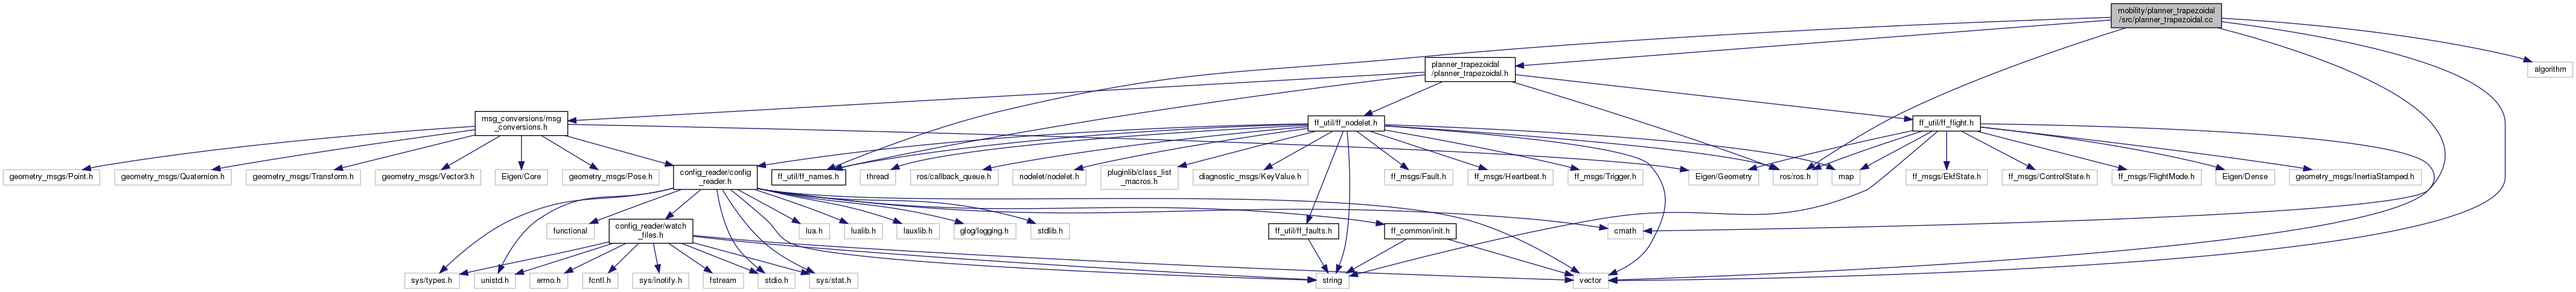 mobility/planner_trapezoidal
/src/planner_trapezoidal.cc
planner_trapezoidal
/planner_trapezoidal.h
algorithm
msg_conversions/msg
_conversions.h
ff_util/ff_nodelet.h
ff_util/ff_flight.h
geometry_msgs/Point.h
geometry_msgs/Quaternion.h
geometry_msgs/Transform.h
geometry_msgs/Vector3.h
Eigen/Core
geometry_msgs/Pose.h
config_reader/config
_reader.h
ff_util/ff_names.h
thread
ros/callback_queue.h
nodelet/nodelet.h
pluginlib/class_list
_macros.h
diagnostic_msgs/KeyValue.h
ff_msgs/Fault.h
ff_msgs/Heartbeat.h
ff_msgs/Trigger.h
Eigen/Geometry
ros/ros.h
map
ff_msgs/EkfState.h
ff_msgs/ControlState.h
ff_msgs/FlightMode.h
Eigen/Dense
geometry_msgs/InertiaStamped.h
functional
config_reader/watch
_files.h
lua.h
lualib.h
lauxlib.h
glog/logging.h
stdlib.h
ff_util/ff_faults.h
ff_common/init.h
cmath
sys/types.h
unistd.h
errno.h
fcntl.h
sys/inotify.h
fstream
stdio.h
sys/stat.h
string
vector